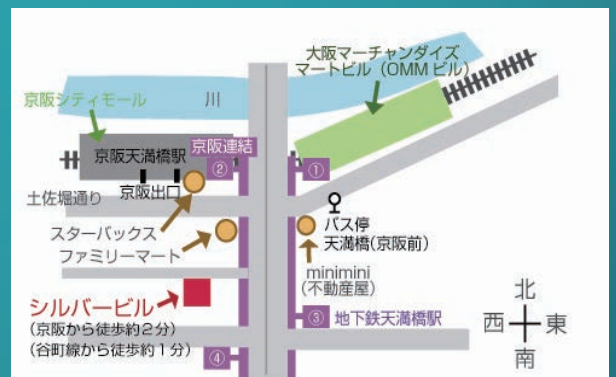 大阪マーチャンダイズ
マートビル（OMMビル）
京阪シティモール
川
京阪連結
京阪天満橋駅
②
①
京阪出口
土佐堀通り
バス停
天満橋(京阪前)
スターバックス
ファミリーマート
minimini
(不動産屋)
シルバービル
(京阪から徒歩約２分)
(谷町線から徒歩約１分)
③ 地下鉄天満橋駅
④
北
西 東
南